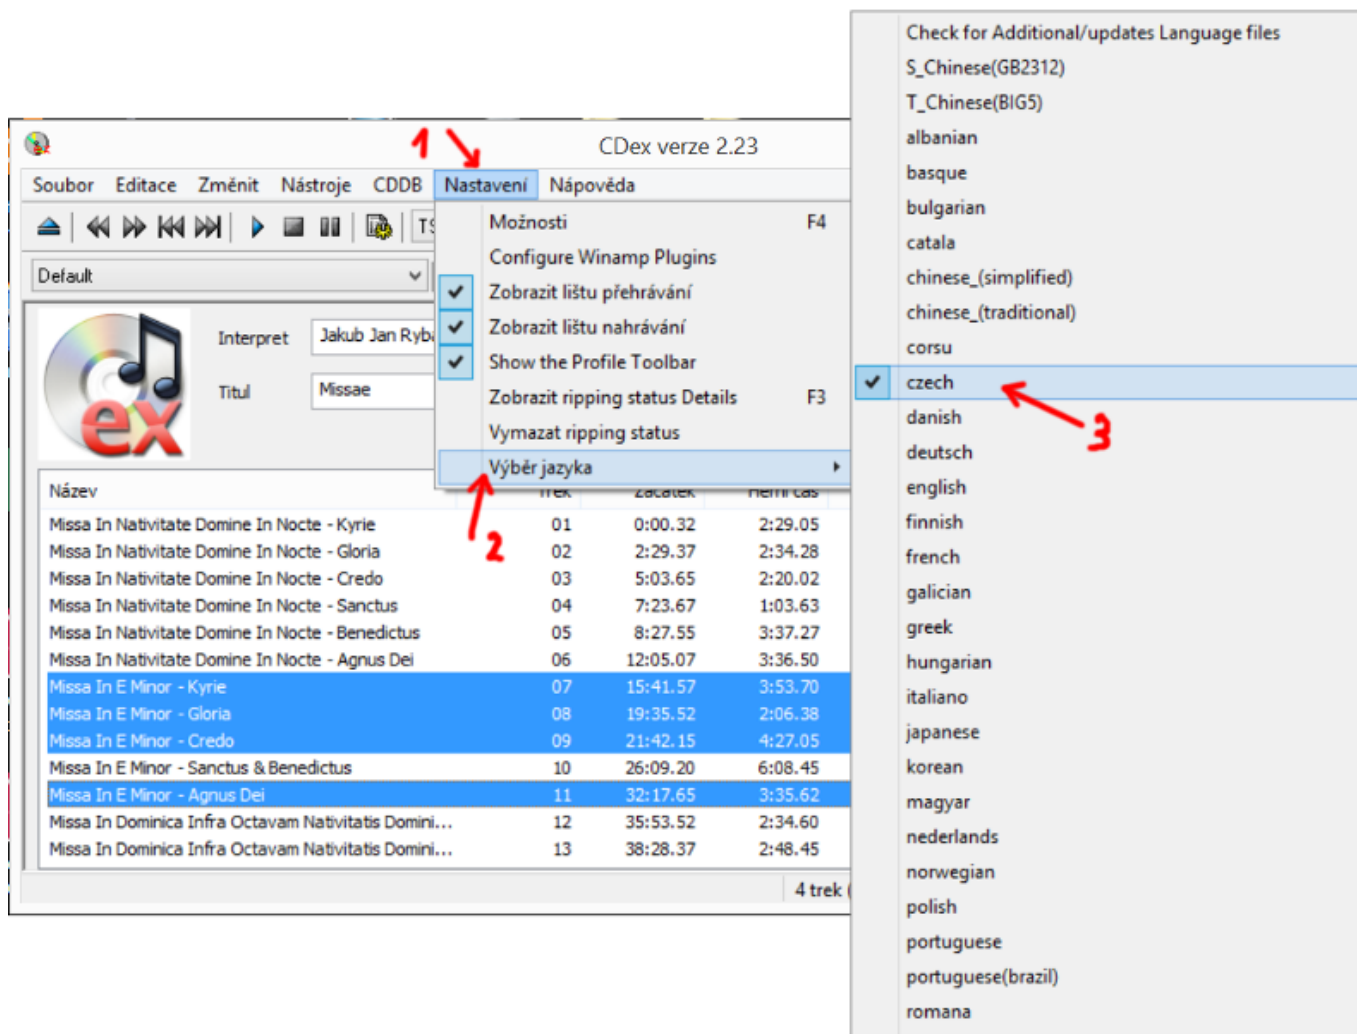 1
CDex verze 2.23
Soubor Editace Změnit Nástroje CDDB Nastavení Nápověda
Default
ex
Interpret Jakub Jan Ryba
Titul Missae
Možnosti F4
Configure Winamp Plugins
Zobrazit lištu přehrávání
Zobrazit lištu nahrávání
Show the Profile Toolbar
Zobrazit ripping status Details F3
Vymazat ripping status
Výběr jazyka
2
Název
Missa In Nativitate Domine In Nocte - Kyrie 01 0:00.32 2:29.05
Missa In Nativitate Domine In Nocte - Gloria 02 2:29.37 2:34.28
Missa In Nativitate Domine In Nocte - Credo 03 5:03.65 2:20.02
Missa In Nativitate Domine In Nocte - Sanctus 04 7:23.67 1:03.63
Missa In Nativitate Domine In Nocte - Benedictus 05 8:27.55 3:37.27
Missa In Nativitate Domine In Nocte - Agnus Dei 06 12:05.07 3:36.50
Missa In E Minor - Kyrie 07 15:41.57 3:53.70
Missa In E Minor - Gloria 08 19:35.52 2:06.38
Missa In E Minor - Credo 09 21:42.15 4:27.05
Missa In E Minor - Sanctus & Benedictus 10 26:09.20 6:08.45
Missa In E Minor - Agnus Dei 11 32:17.65 3:35.62
Missa In Dominica Infra Octavam Nativitatis Domini... 12 35:53.52 2:34.60
Missa In Dominica Infra Octavam Nativitatis Domini... 13 38:28.37 2:48.45
4 trek (
Check for Additional/updates Language files
S_Chinese(GB2312)
T_Chinese(BIG5)
albanian
basque
bulgarian
catala
chinese_(simplified)
chinese_(traditional)
corsu
czech
3
danish
deutsch
english
finnish
french
galician
greek
hungarian
italiano
japanese
korean
magyar
nederlands
norwegian
polish
portuguese
portuguese(brazil)
romana